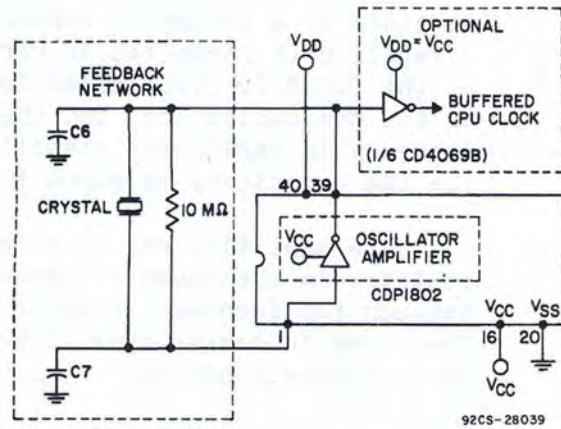 OPTIONAL
VDD
VDD = VCC
FEEDBACK
NETWORK
BUFFERED
CPU CLOCK
C6
(1/6 CD4069B)
40
39
CRYSTAL
10 MΩ
VCC
OSCILLATOR
AMPLIFIER
CDP1802
C7
1
VCC
VSS
16
20
VCC
92CS-28039